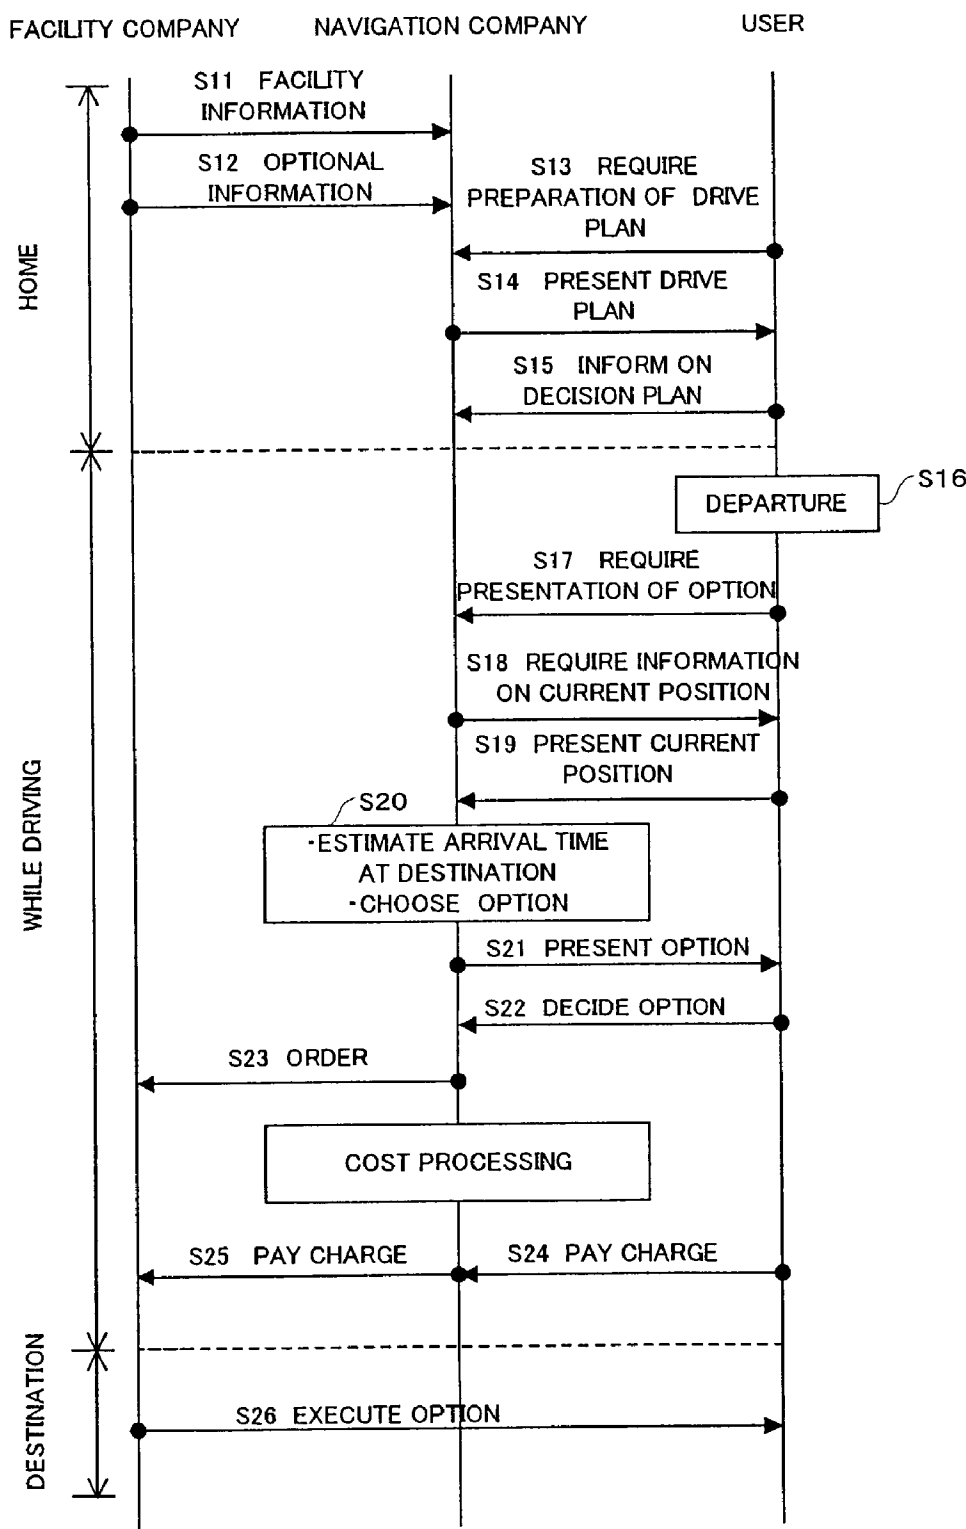 FACILITY COMPANY
NAVIGATION COMPANY
USER
S11 FACILITY
INFORMATION
S12 OPTIONAL
INFORMATION
S13 REQUIRE
PREPARATION OF DRIVE
PLAN
S14 PRESENT DRIVE
PLAN
S15 INFORM ON
DECISION PLAN
HOME
DEPARTURE
S16
S17 REQUIRE
PRESENTATION OF OPTION
S18 REQUIRE INFORMATION
ON CURRENT POSITION
S19 PRESENT CURRENT
POSITION
S20
・ESTIMATE ARRIVAL TIME
AT DESTINATION
・CHOOSE OPTION
S21 PRESENT OPTION
S22 DECIDE OPTION
S23 ORDER
COST PROCESSING
S25 PAY CHARGE
S24 PAY CHARGE
WHILE DRIVING
S26 EXECUTE OPTION
DESTINATION